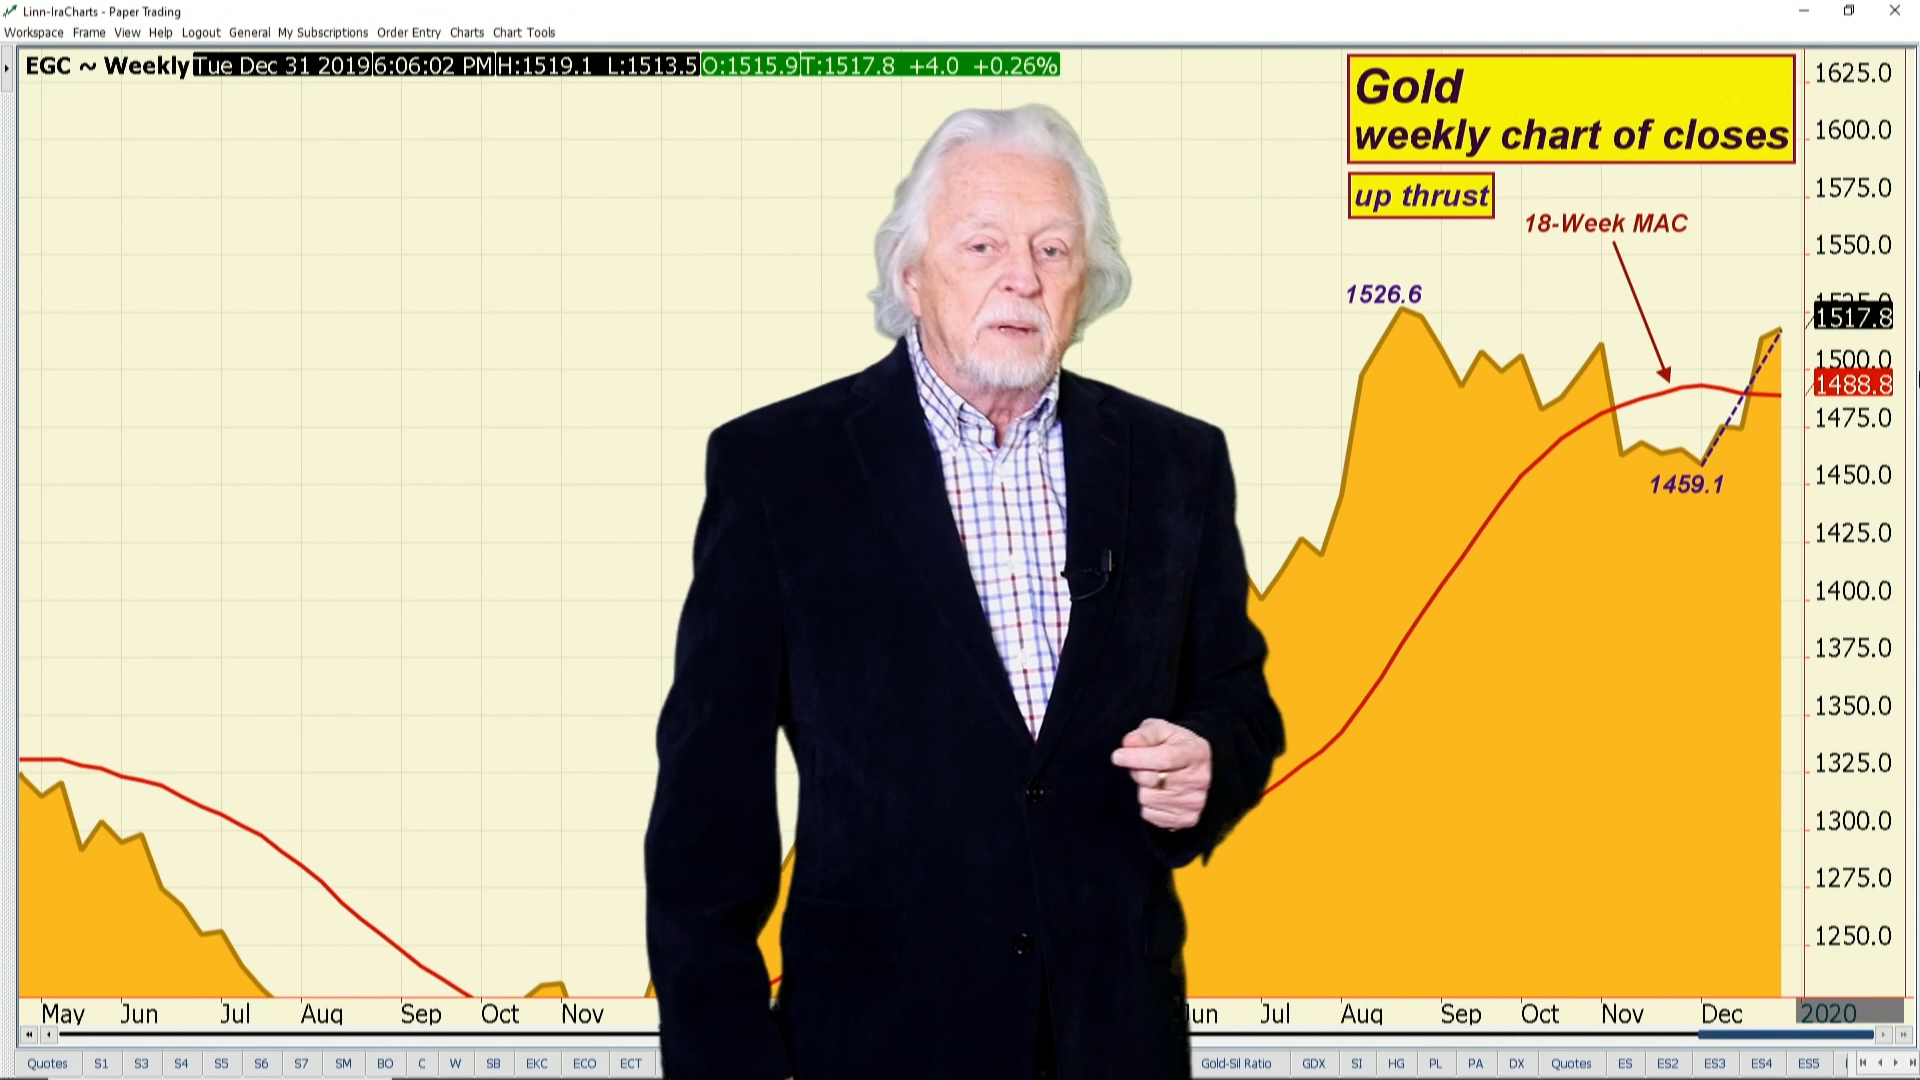 Linn-IraCharts - Paper Trading
Workspace Frame View Help Logout General My Subscriptions Order Entry Charts Chart Tools
EGC ~ Weekly Tue Dec 31 2019 6:06:02 PM H:1519.1 L:1513.5 O:1515.9 T:1517.8 +4.0 +0.26%
Gold
weekly chart of closes
up thrust
18-Week MAC
1526.6
1459.1
1625.0
1600.0
1575.0
1550.0
1525.0
1517.8
1500.0
1488.8
1475.0
1450.0
1425.0
1400.0
1375.0
1350.0
1325.0
1300.0
1275.0
1250.0
May Jun Jul Aug Sep Oct Nov Jun Jul Aug Sep Oct Nov Dec 2020
Quotes S1 S3 S4 S5 S6 S7 SM BO C W SB EKC ECO ECT Gold-Sil Ratio GDX SI HG PL PA DX Quotes ES ES2 ES3 ES4 ES5